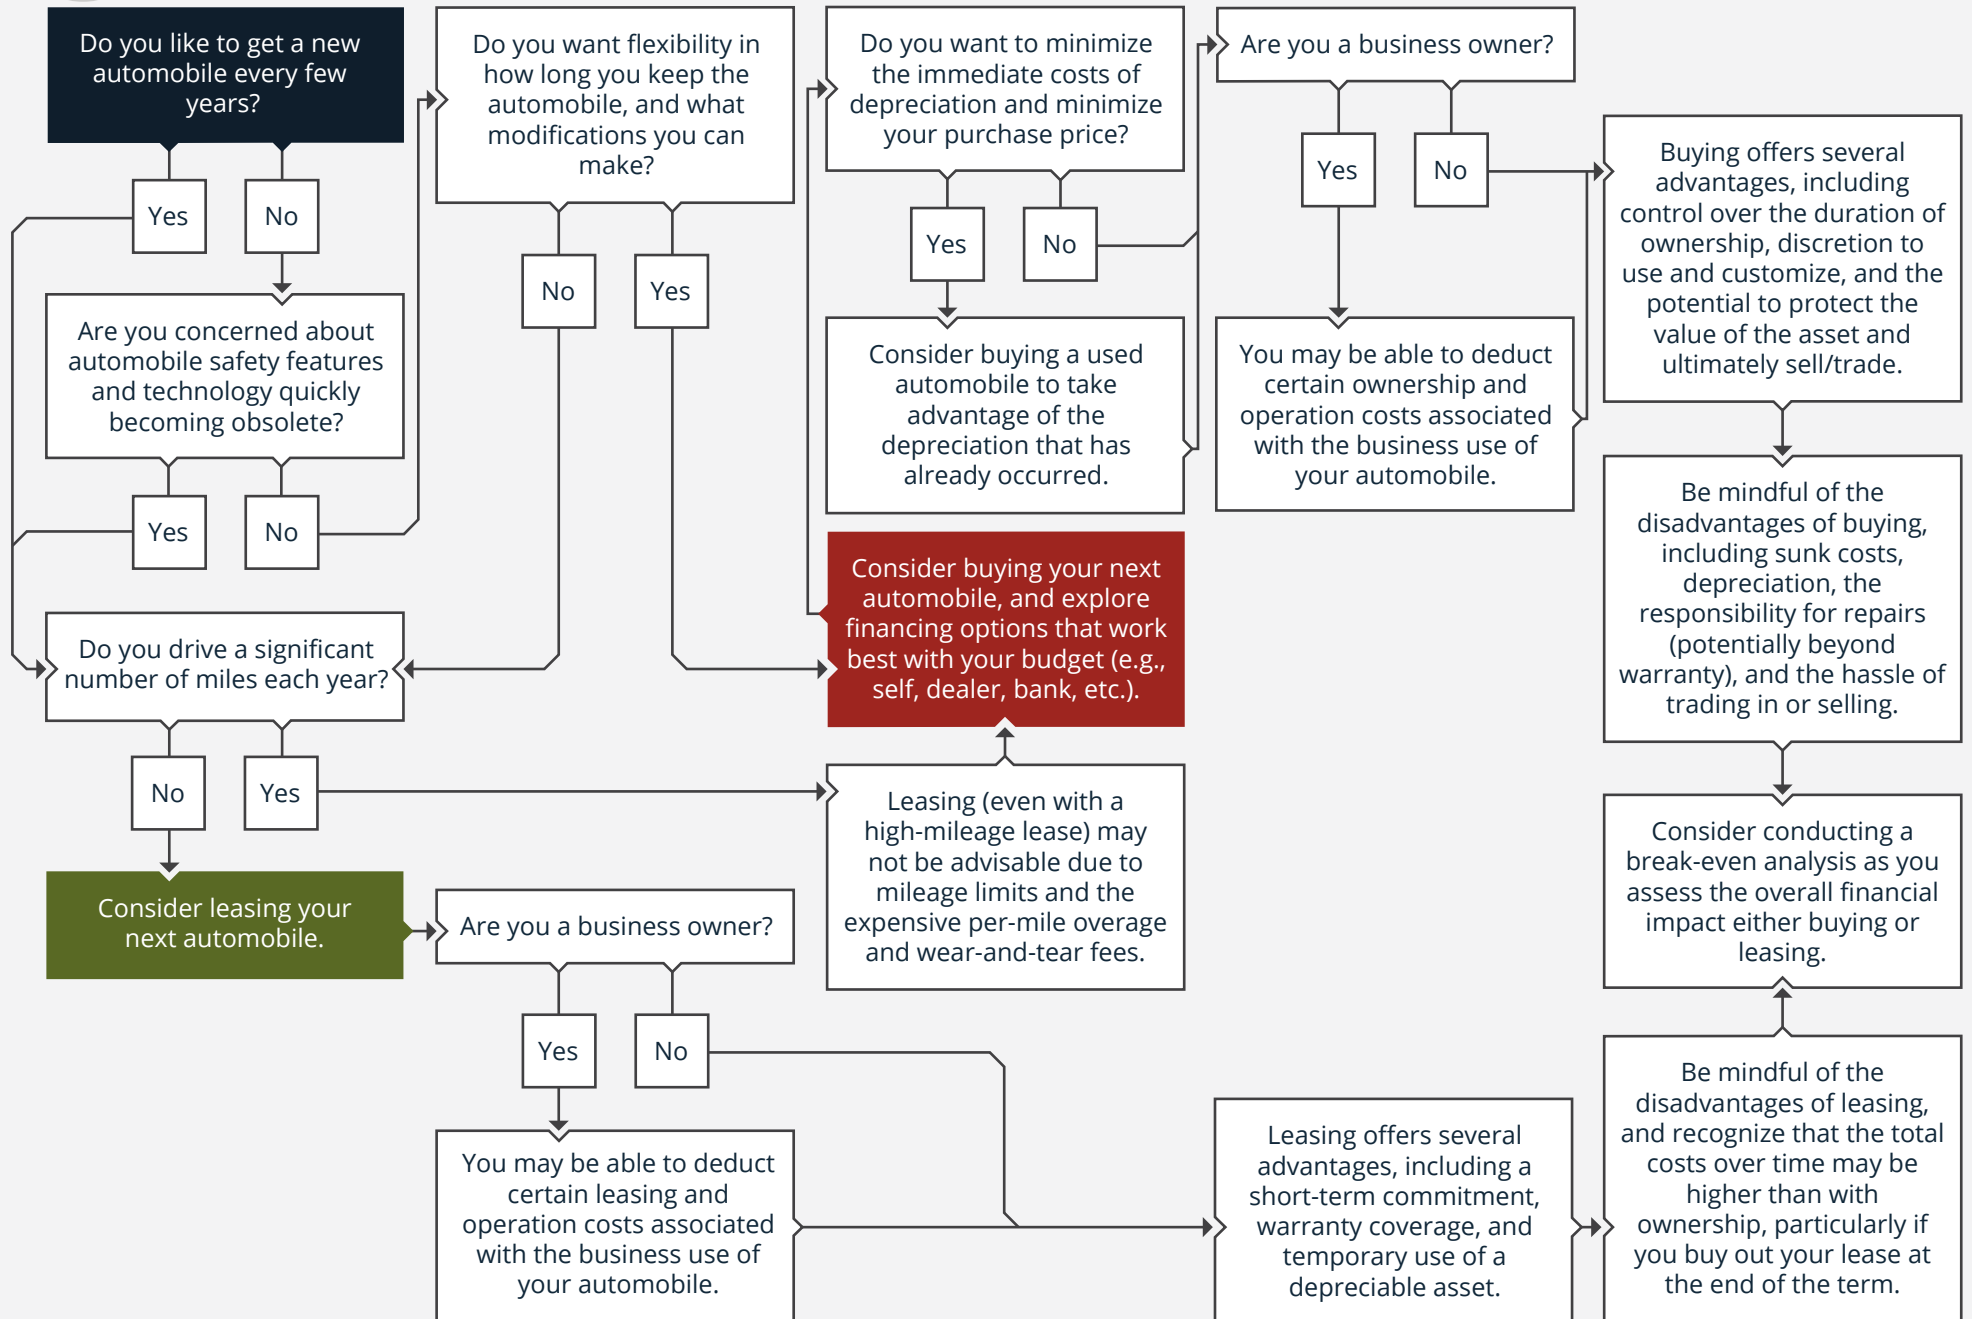 Do you like to get a new
automobile every few
years?
Yes
No
Are you concerned about
automobile safety features
and technology quickly
becoming obsolete?
Yes
No
Do you drive a significant
number of miles each year?
No
Yes
Consider leasing your
next automobile.
Do you want flexibility in
how long you keep the
automobile, and what
modifications you can
make?
No
Yes
Are you a business owner?
Yes
No
You may be able to deduct
certain leasing and
operation costs associated
with the business use of
your automobile.
Do you want to minimize
the immediate costs of
depreciation and minimize
your purchase price?
Yes
No
Consider buying a used
automobile to take
advantage of the
depreciation that has
already occurred.
Consider buying your next
automobile, and explore
financing options that work
best with your budget (e.g.,
self, dealer, bank, etc.).
Leasing (even with a
high-mileage lease) may
not be advisable due to
mileage limits and the
expensive per-mile overage
and wear-and-tear fees.
Are you a business owner?
Yes
No
You may be able to deduct
certain ownership and
operation costs associated
with the business use of
your automobile.
Leasing offers several
advantages, including a
short-term commitment,
warranty coverage, and
temporary use of a
depreciable asset.
Buying offers several
advantages, including
control over the duration of
ownership, discretion to
use and customize, and the
potential to protect the
value of the asset and
ultimately sell/trade.
Be mindful of the
disadvantages of buying,
including sunk costs,
depreciation, the
responsibility for repairs
(potentially beyond
warranty), and the hassle of
trading in or selling.
Consider conducting a
break-even analysis as you
assess the overall financial
impact either buying or
leasing.
Be mindful of the
disadvantages of leasing,
and recognize that the total
costs over time may be
higher than with
ownership, particularly if
you buy out your lease at
the end of the term.